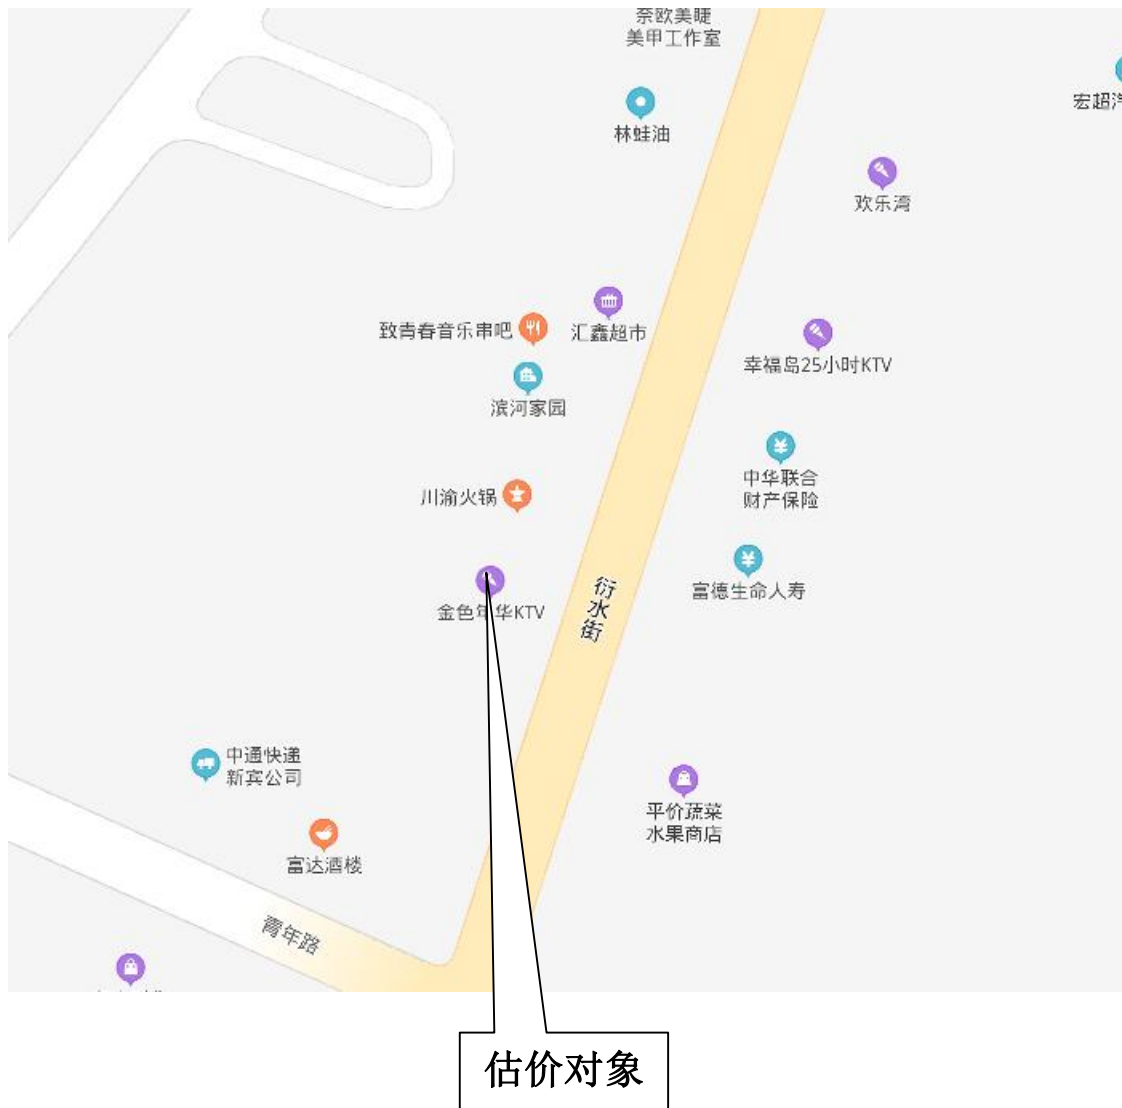 奈欧美睫
美甲工作室
林蛙油
宏超汽
欢乐湾
致青春音乐串吧
汇鑫超市
幸福岛25小时KTV
滨河家园
中华联合
财产保险
川渝火锅
富德生命人寿
金色年华KTV
衍水街
中通快递
新宾公司
平价蔬菜
水果商店
富达酒楼
青年路
估价对象